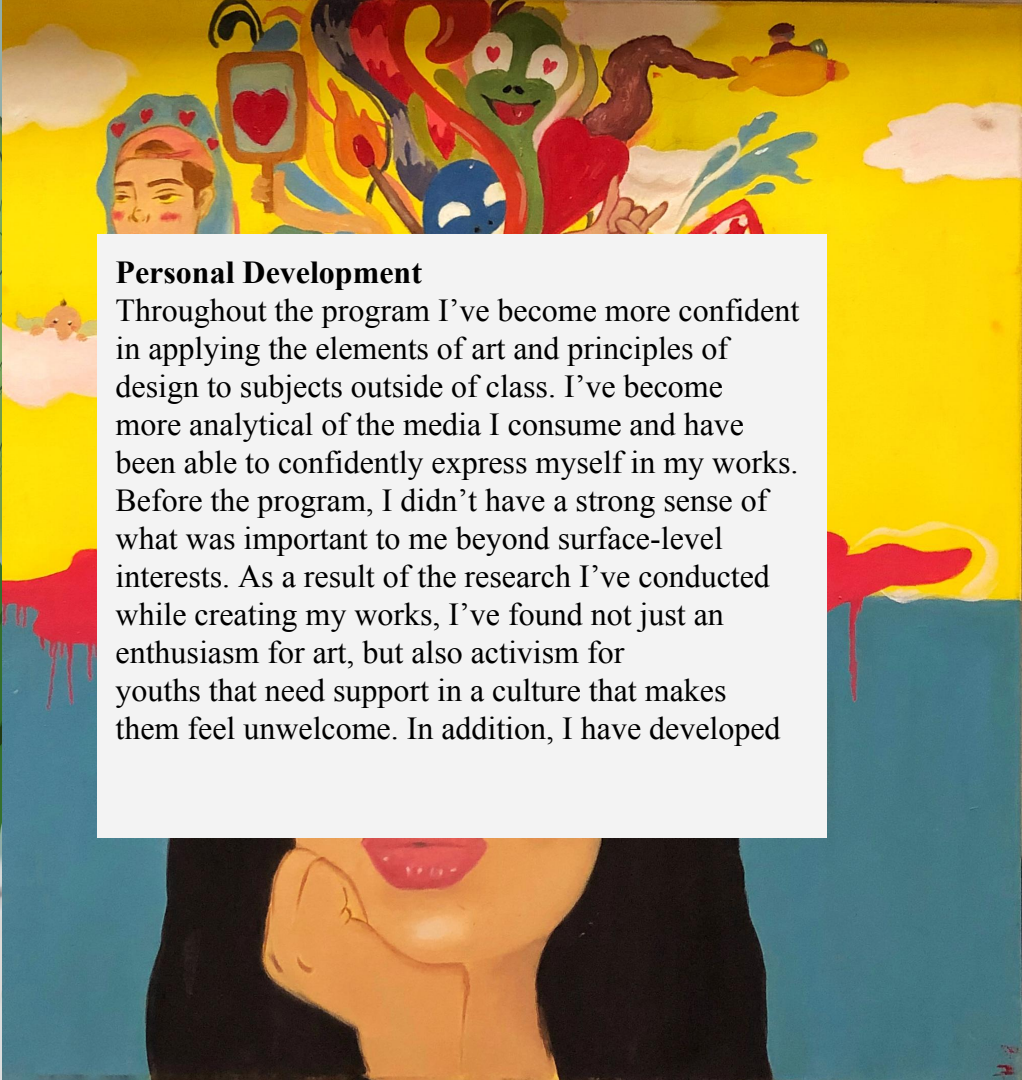 Personal Development
Throughout the program I’ve become more confident
in applying the elements of art and principles of
design to subjects outside of class. I’ve become
more analytical of the media I consume and have
been able to confidently express myself in my works.
Before the program, I didn’t have a strong sense of
what was important to me beyond surface-level
interests. As a result of the research I’ve conducted
while creating my works, I’ve found not just an
enthusiasm for art, but also activism for
youths that need support in a culture that makes
them feel unwelcome. In addition, I have developed